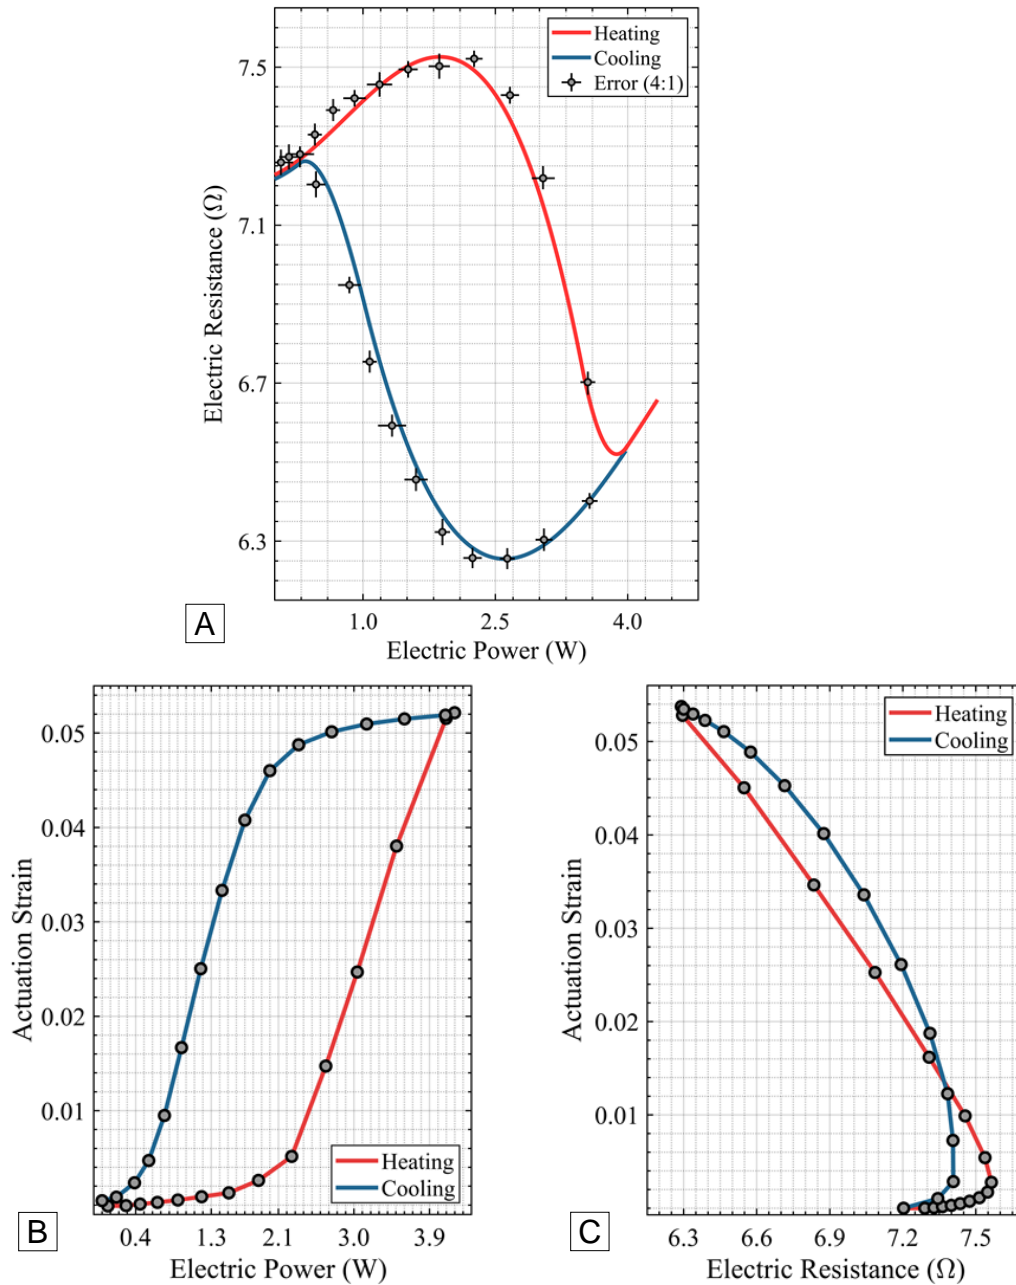 Heating
Cooling
Error (4:1)
7.5
7.1
6.7
6.3
Electric Resistance (Ω)
1.0 2.5 4.0
Electric Power (W)
A
0.05
0.04
0.03
0.02
0.01
Actuation Strain
Heating
Cooling
0.4 1.3 2.1 3.0 3.9
Electric Power (W)
B
Heating
Cooling
0.05
0.04
0.03
0.02
0.01
Actuation Strain
6.3 6.6 6.9 7.2 7.5
Electric Resistance (Ω)
C